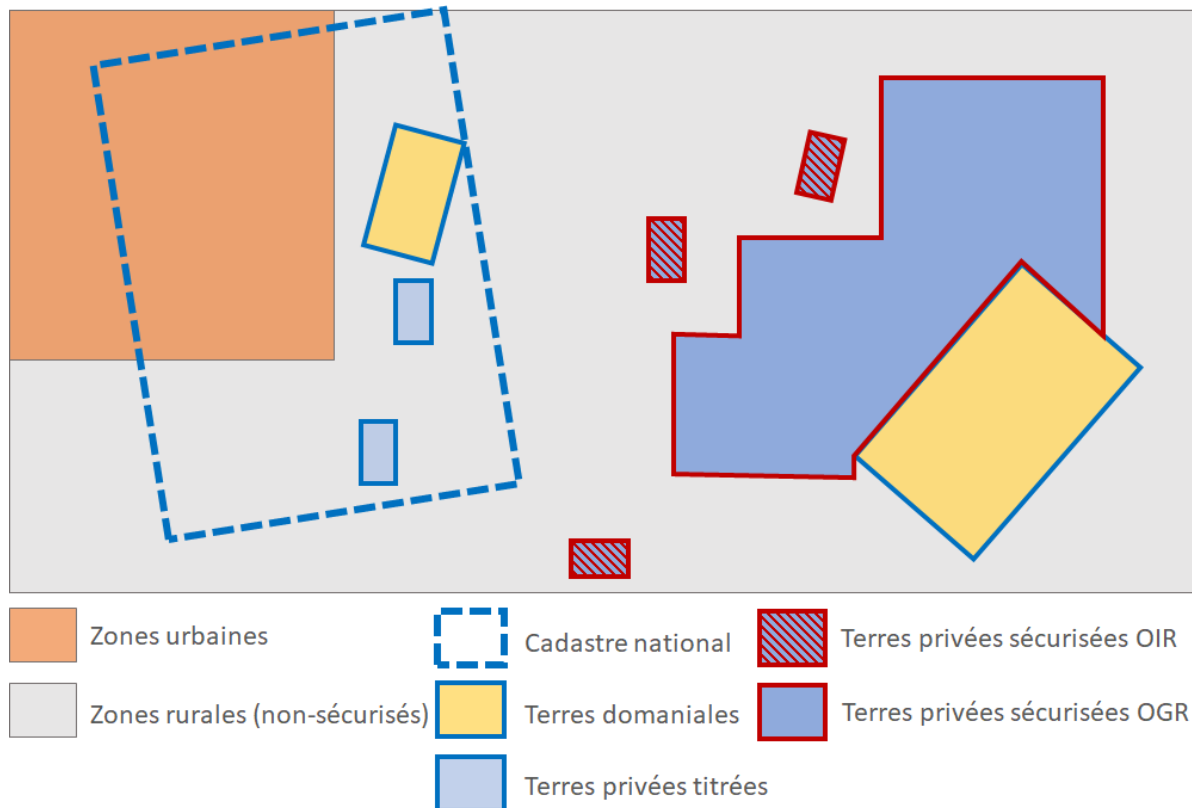 Zones urbaines
Cadastre national
Terres privées sécurisées OIR
Zones rurales (non-sécurisés)
Terres domaniales
Terres privées sécurisées OGR
Terres privées titrées